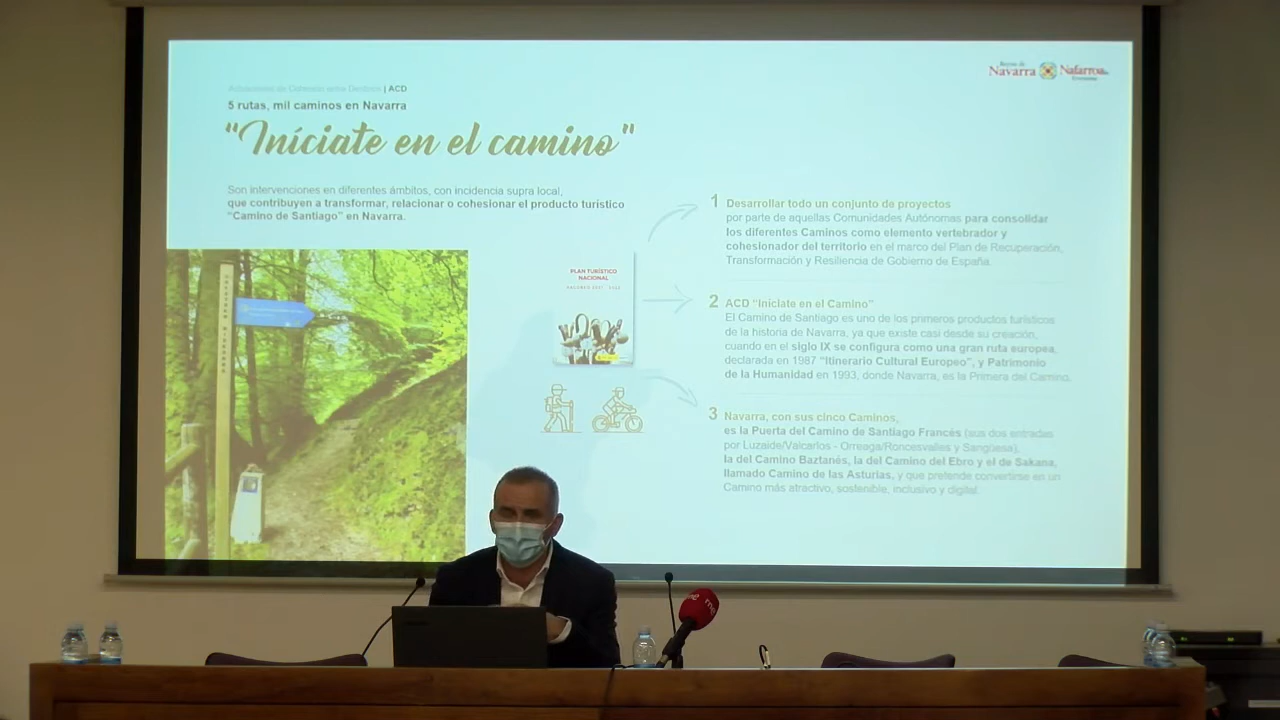 Reyno de
Navarra Nafarroa
| ACD
5 rutas, mil caminos en Navarra
"Iníciate en el camino"
Son intervenciones en diferentes ámbitos, con incidencia supra local,
que contribuyen a transformar, relacionar o cohesionar el producto turístico
"Camino de Santiago" en Navarra.
PLAN TURÍSTICO
NACIONAL
XACOBEO 2021 - 2022
1 Desarrollar todo un conjunto de proyectos
por parte de aquellas Comunidades Autónomas para consolidar
los diferentes Caminos como elemento vertebrador y
cohesionador del territorio en el marco del Plan de Recuperación,
Transformación y Resiliencia de Gobierno de España.
2 ACD "Iníciate en el Camino"
El Camino de Santiago es uno de los primeros productos turísticos
de la historia de Navarra, ya que existe casi desde su creación,
cuando en el siglo IX se configura como una gran ruta europea,
declarada en 1987 "Itinerario Cultural Europeo", y Patrimonio
de la Humanidad en 1993, donde Navarra, es la Primera del Camino.
3 Navarra, con sus cinco Caminos,
es la Puerta del Camino de Santiago Francés (sus dos entradas
por Luzaide/Valcarlos - Orreaga/Roncesvalles y Sangüesa),
la del Camino Baztanés, la del Camino del Ebro y el de Sakana,
llamado Camino de las Asturias, y que pretende convertirse en un
Camino más atractivo, sostenible, inclusivo y digital.
rne